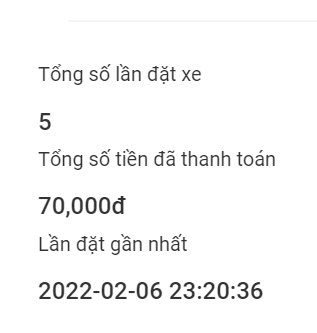 Tổng số lần đặt xe
5
Tổng số tiền đã thanh toán
70,000đ
Lần đặt gần nhất
2022-02-06 23:20:36